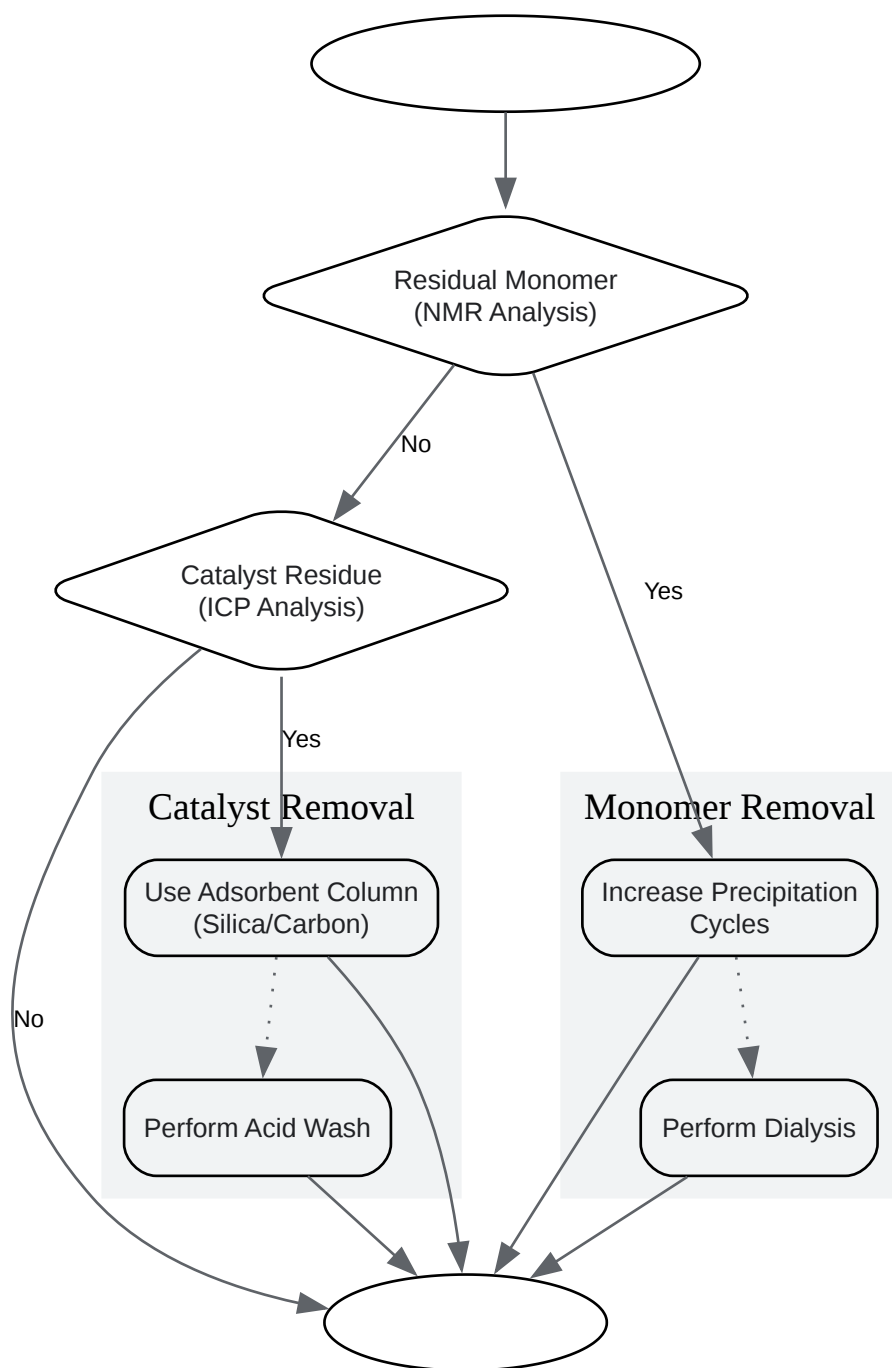 Residual Monomer
(NMR Analysis)
No
Catalyst Residue
(ICP Analysis)
Yes
Yes
Catalyst Removal
Monomer Removal
Use Adsorbent Column
(Silica/Carbon)
Increase Precipitation
Cycles
No
Perform Acid Wash
Perform Dialysis